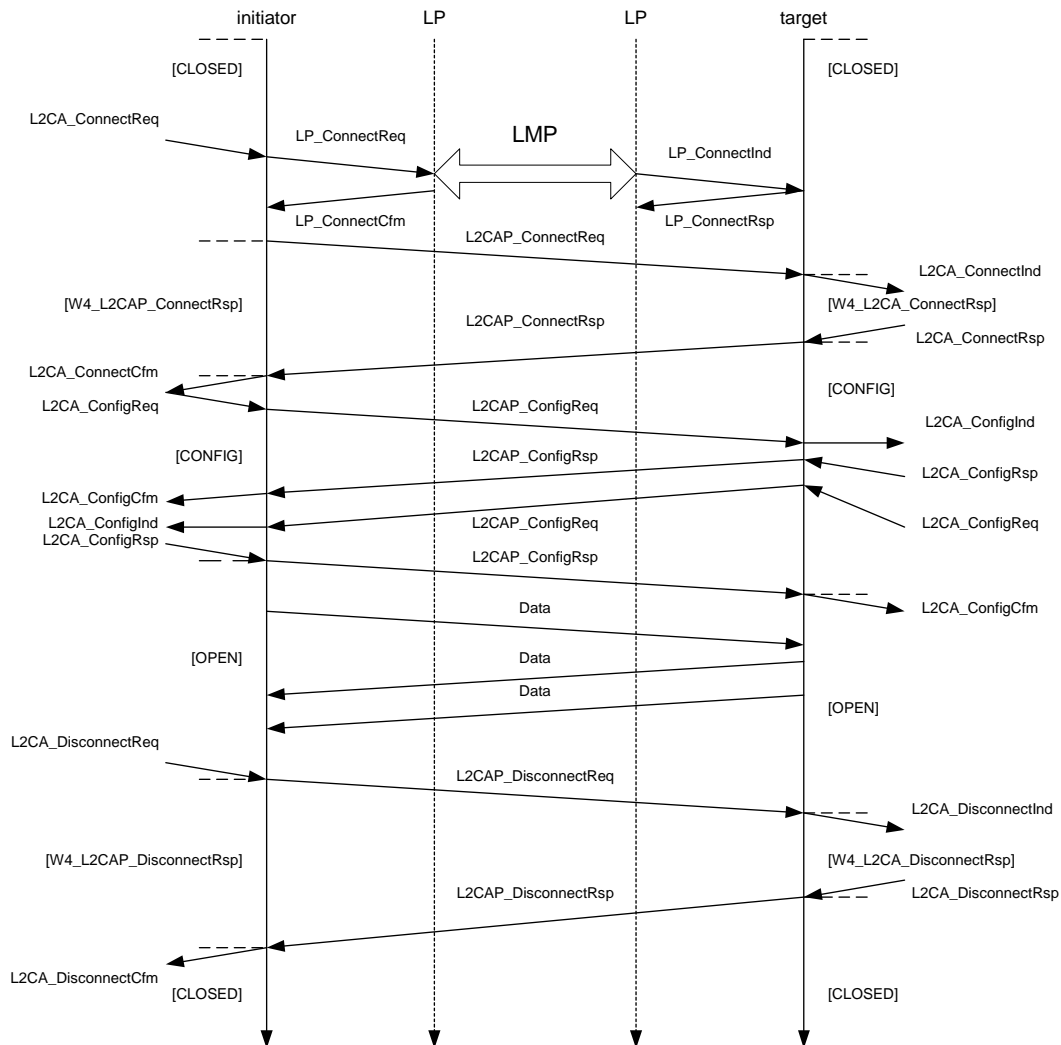 initiator
LP
LP
target
[CLOSED]
[CLOSED]
L2CA_ConnectReq
LP_ConnectReq
LMP
LP_ConnectInd
LP_ConnectCfm
LP_ConnectRsp
L2CAP_ConnectReq
L2CA_ConnectInd
[W4_L2CAP_ConnectRsp]
[W4_L2CA_ConnectRsp]
L2CAP_ConnectRsp
L2CA_ConnectRsp
L2CA_ConnectCfm
[CONFIG]
L2CA_ConfigReq
L2CAP_ConfigReq
L2CA_ConfigInd
[CONFIG]
L2CAP_ConfigRsp
L2CA_ConfigRsp
L2CA_ConfigCfm
L2CA_ConfigInd
L2CAP_ConfigReq
L2CA_ConfigReq
L2CA_ConfigRsp
L2CAP_ConfigRsp
Data
L2CA_ConfigCfm
[OPEN]
Data
Data
[OPEN]
L2CA_DisconnectReq
L2CAP_DisconnectReq
L2CA_DisconnectInd
[W4_L2CAP_DisconnectRsp]
[W4_L2CA_DisconnectRsp]
L2CAP_DisconnectRsp
L2CA_DisconnectRsp
L2CA_DisconnectCfm
[CLOSED]
[CLOSED]